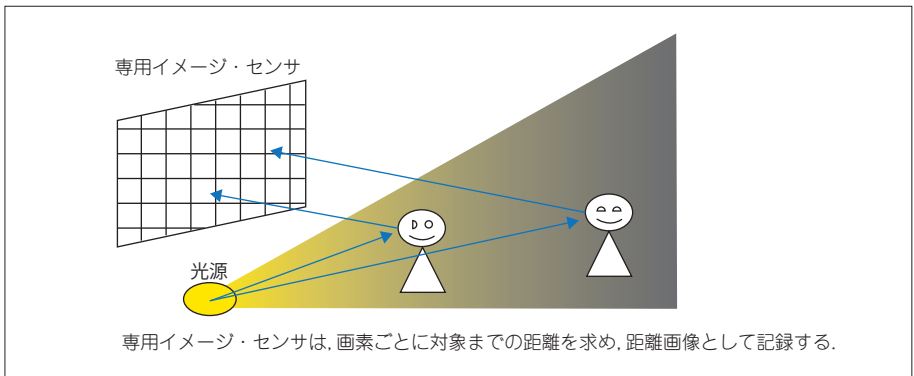 専用イメージ・センサ
光源
専用イメージ・センサは, 画素ごとに対象までの距離を求め, 距離画像として記録する.